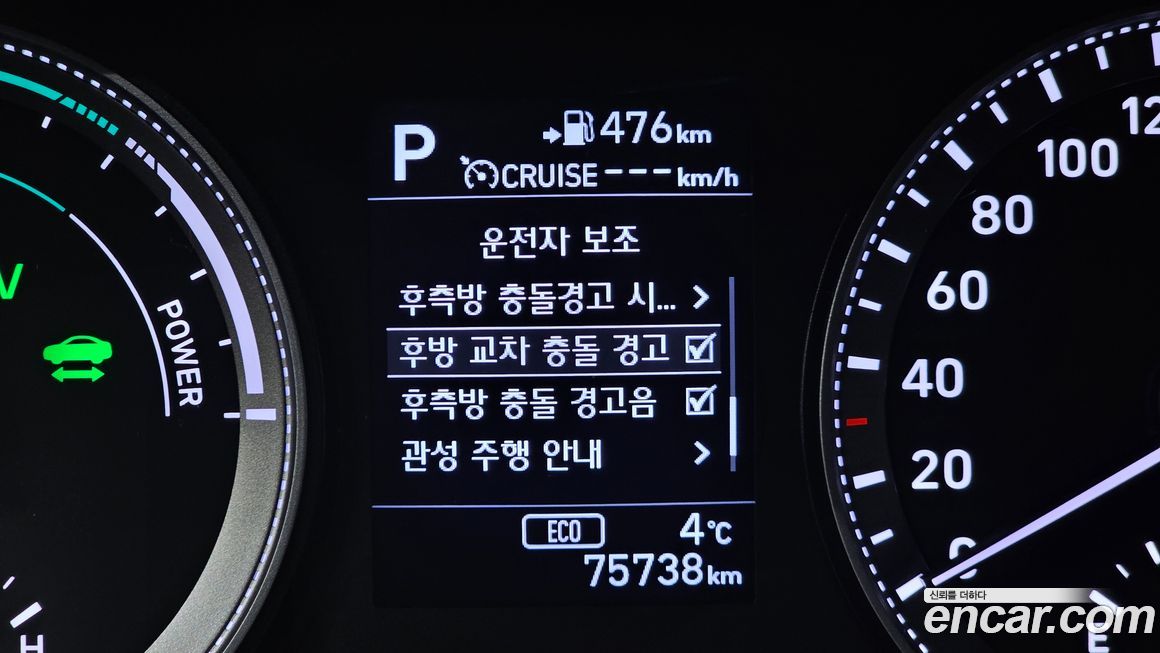 P
476km
CRUISE ---km/h
운전자 보조
후측방 충돌경고 시...
후방 교차 충돌 경고
후측방 충돌 경고음
관성 주행 안내
ECO
4℃
75738km
V
POWER
H
100
80
60
40
20
0
E
신뢰를 더하다
encar.com